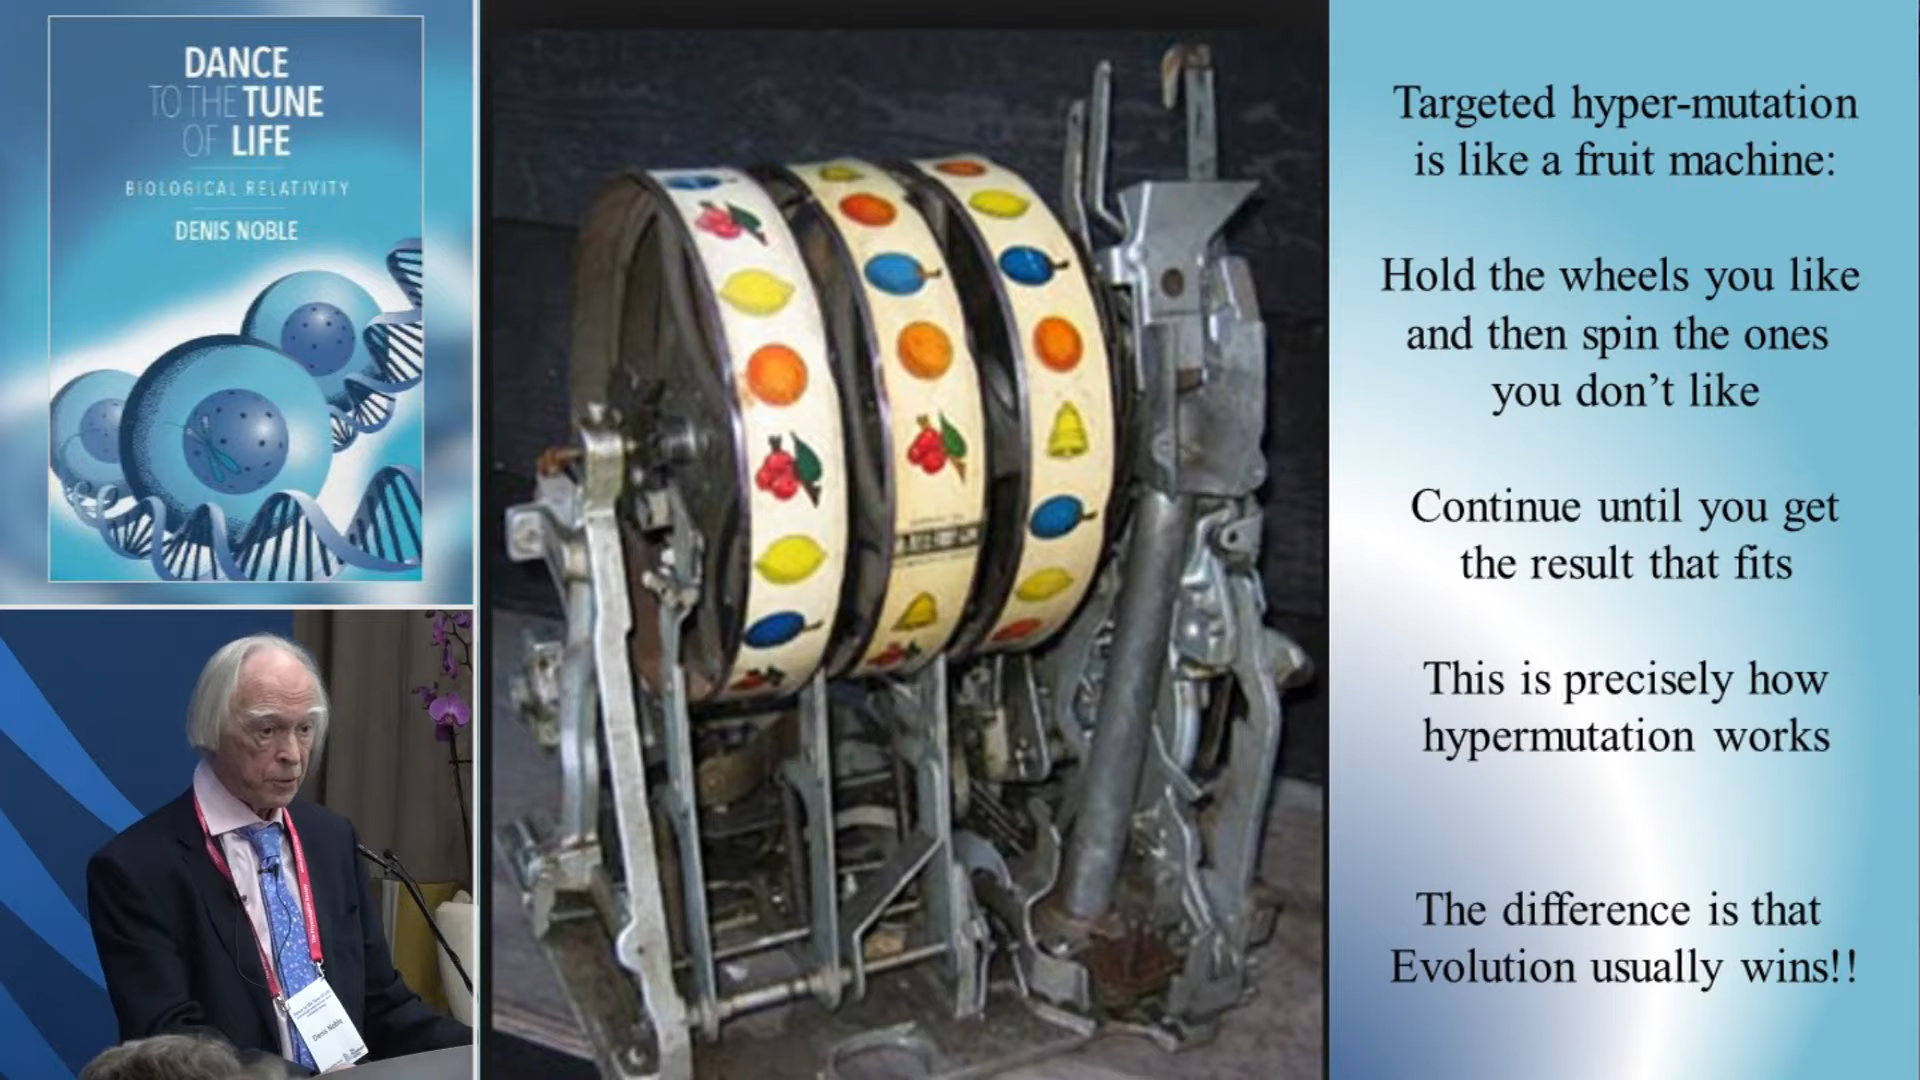 DANCE
TO THE TUNE
OF LIFE
BIOLOGICAL RELATIVITY
DENIS NOBLE
Denis Noble
Targeted hyper-mutation
is like a fruit machine:
Hold the wheels you like
and then spin the ones
you don’t like
Continue until you get
the result that fits
This is precisely how
hypermutation works
The difference is that
Evolution usually wins!!